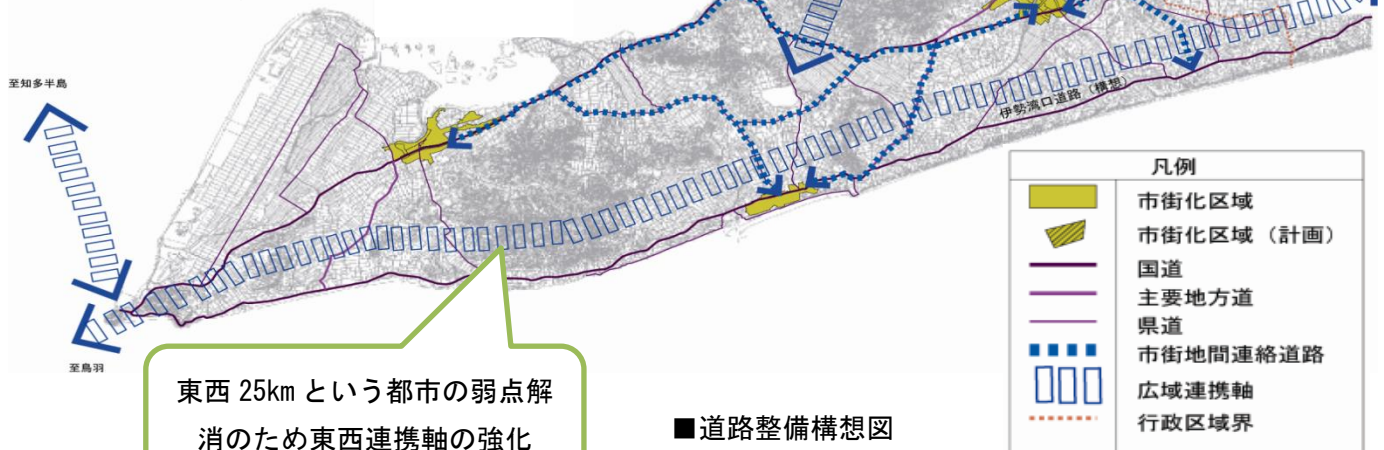 至知多半島
伊勢湾口道路（構想）
至鳥羽
東西 25km という都市の弱点解
消のため東西連携軸の強化
■道路整備構想図
凡例
市街化区域
市街化区域（計画）
国道
主要地方道
県道
市街地間連絡道路
広域連携軸
行政区域界